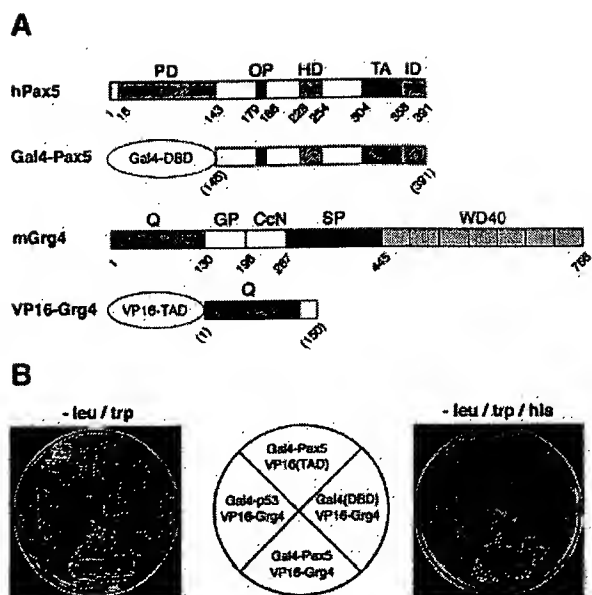 A
PD OP HD TA ID
hPax5
1 16 143 179 186 228 254 304 358 391
Gal4-Pax5
Gal4-DBD
(145) (391)
Q GP CcN SP WD40
mGrg4
1 130 198 267 445 766
Q
VP16-Grg4
VP16-TAD
(1) (150)
B
- leu / trp
- leu / trp / his
Gal4-Pax5
VP16(TAD)
Gal4-p53
VP16-Grg4
Gal4(DBD)
VP16-Grg4
Gal4-Pax5
VP16-Grg4